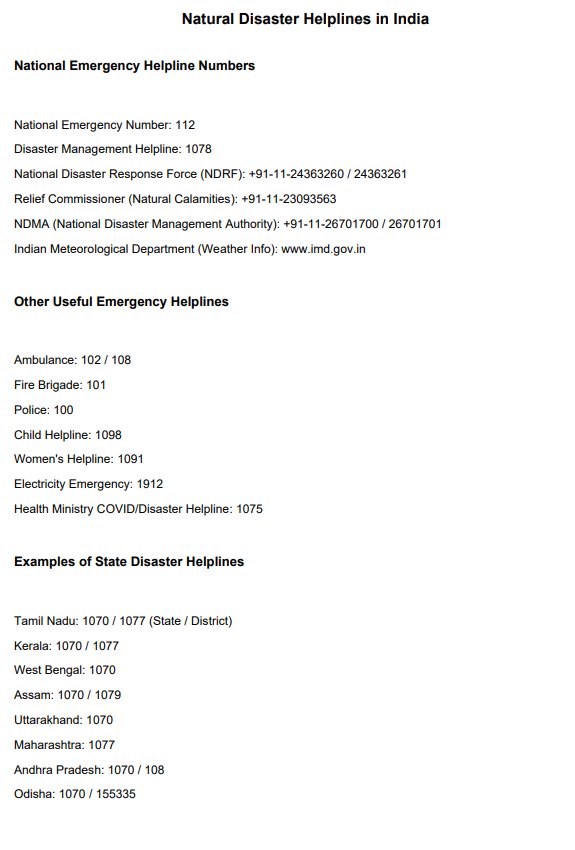 Natural Disaster Helplines in India
National Emergency Helpline Numbers
National Emergency Number: 112
Disaster Management Helpline: 1078
National Disaster Response Force (NDRF): +91-11-24363260 / 24363261
Relief Commissioner (Natural Calamities): +91-11-23093563
NDMA (National Disaster Management Authority): +91-11-26701700 / 26701701
Indian Meteorological Department (Weather Info): www.imd.gov.in
Other Useful Emergency Helplines
Ambulance: 102 / 108
Fire Brigade: 101
Police: 100
Child Helpline: 1098
Women's Helpline: 1091
Electricity Emergency: 1912
Health Ministry COVID/Disaster Helpline: 1075
Examples of State Disaster Helplines
Tamil Nadu: 1070 / 1077 (State / District)
Kerala: 1070 / 1077
West Bengal: 1070
Assam: 1070 / 1079
Uttarakhand: 1070
Maharashtra: 1077
Andhra Pradesh: 1070 / 108
Odisha: 1070 / 155335